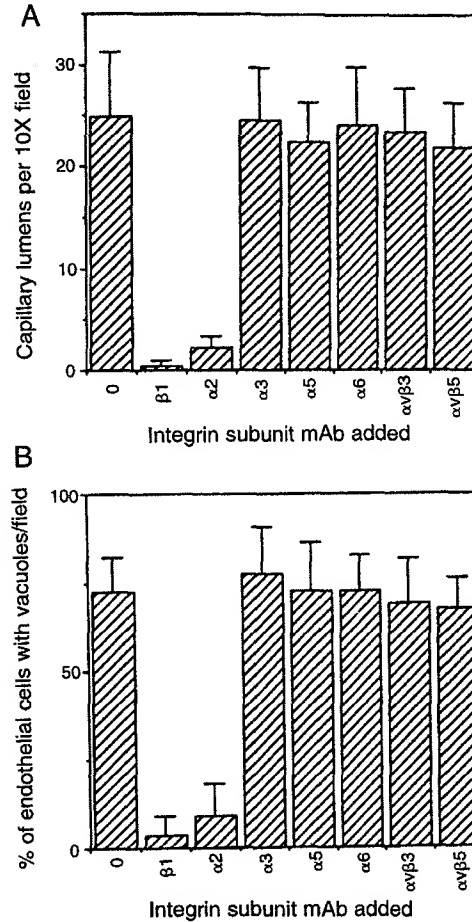 A
Capillary lumens per 10X field
30
20
10
0
0
β1
α2
α3
α5
α6
αvβ3
αvβ5
Integrin subunit mAb added
B
% of endothelial cells with vacuoles/field
100
50
0
0
β1
α2
α3
α5
α6
αvβ3
αvβ5
Integrin subunit mAb added